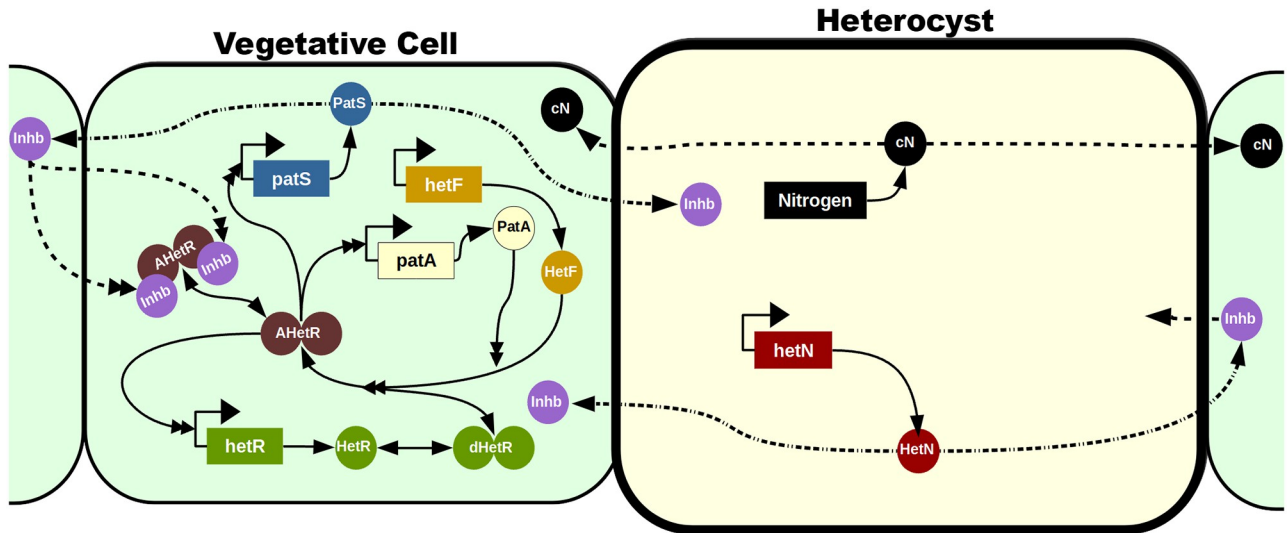 Vegetative Cell
Heterocyst
Inhb
PatS
cN
cN
cN
patS
hetF
Inhb
Nitrogen
PatA
patA
AHetR
Inhb
Inhb
HetF
AHetR
Inhb
hetN
Inhb
hetR
HetR
dHetR
HetN